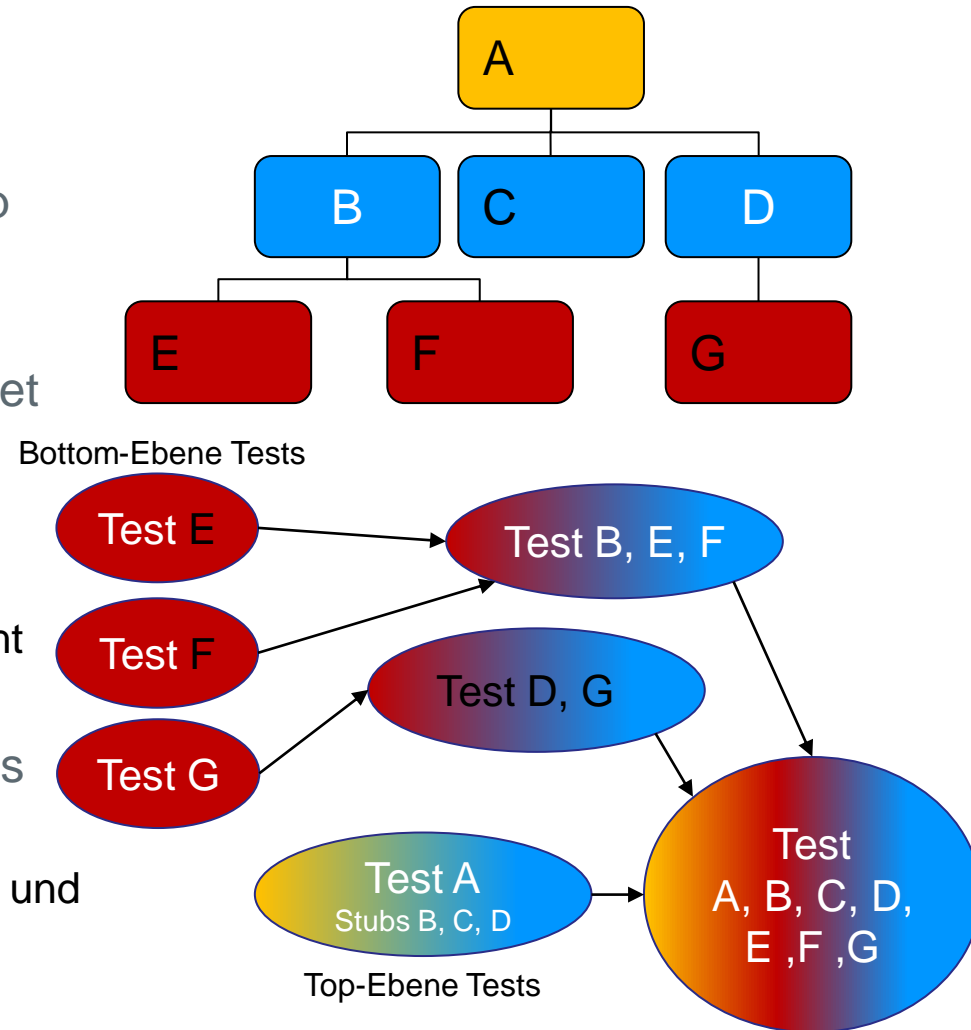 A
B
C
D
E
F
G
o
et
nt
s
und
Bottom-Ebene Tests
Test E
Test F
Test G
Test B, E, F
Test D, G
Test A
Stubs B, C, D
Top-Ebene Tests
Test
A, B, C, D,
E ,F ,G